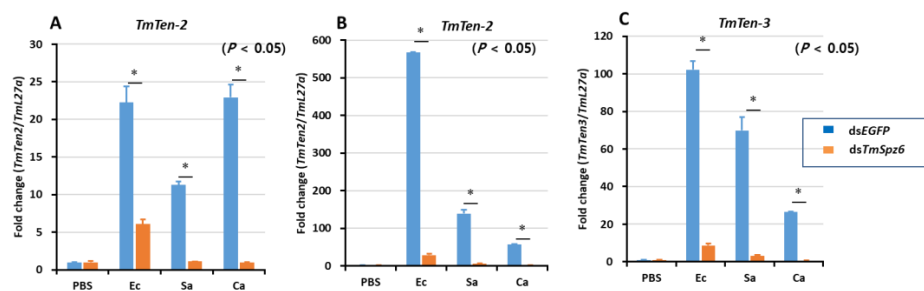 A
TmTen-2
(P < 0.05)
Fold change (TmTen2/TmL27a)
30
25
20
15
10
5
0
*
*
*
PBS Ec Sa Ca
B
TmTen-2
(P < 0.05)
Fold change (TmTen2/TmL27a)
600
500
400
300
200
100
0
*
*
*
PBS Ec Sa Ca
C
TmTen-3
(P < 0.05)
Fold change (TmTen3/TmL27a)
120
100
80
60
40
20
0
*
*
*
PBS Ec Sa Ca
dsEGFP
dsTmSpz6